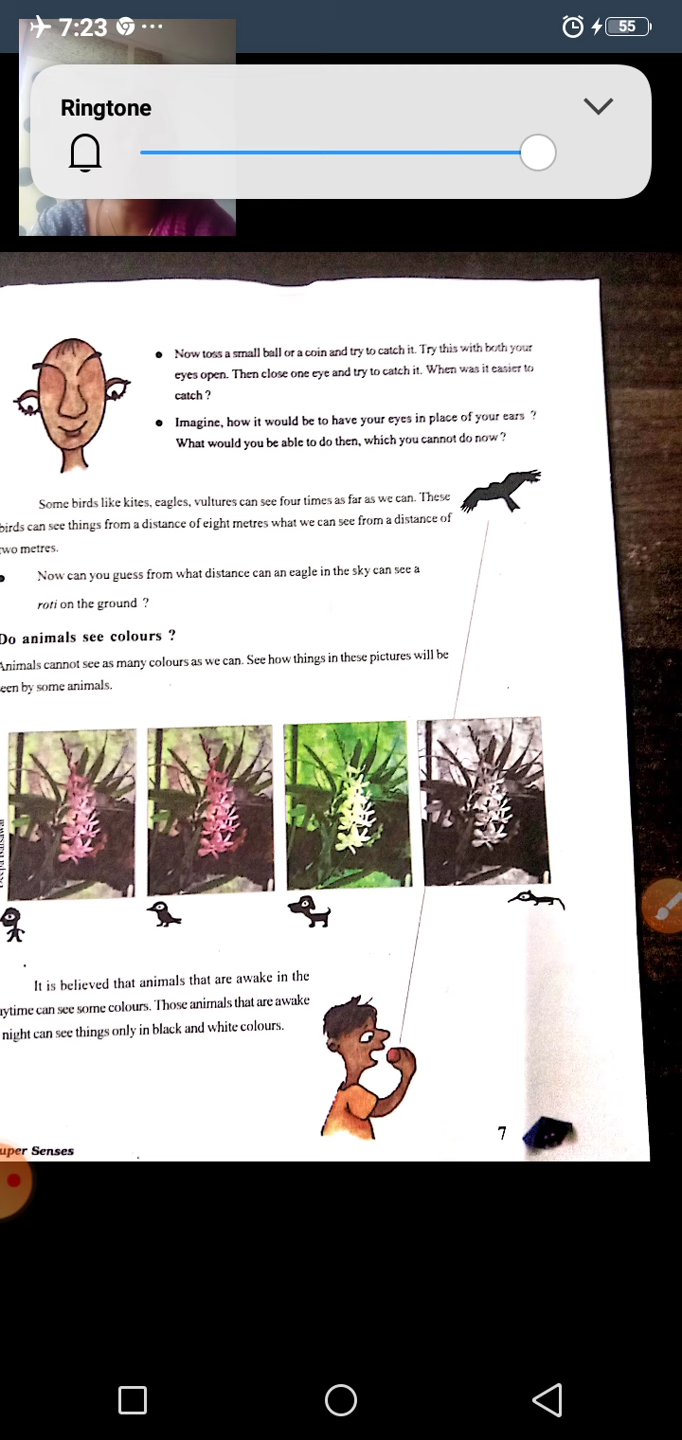 7:23
55
Ringtone
Now toss a small ball or a coin and try to catch it. Try this with both your
eyes open. Then close one eye and try to catch it. When was it easier to
catch ?
Imagine, how it would be to have your eyes in place of your ears ?
What would you be able to do then, which you cannot do now ?
Some birds like kites, eagles, vultures can see four times as far as we can. These
birds can see things from a distance of eight metres what we can see from a distance of
two metres.
Now can you guess from what distance can an eagle in the sky can see a
roti on the ground ?
Do animals see colours ?
Animals cannot see as many colours as we can. See how things in these pictures will be
een by some animals.
It is believed that animals that are awake in the
ytime can see some colours. Those animals that are awake
night can see things only in black and white colours.
7
uper Senses